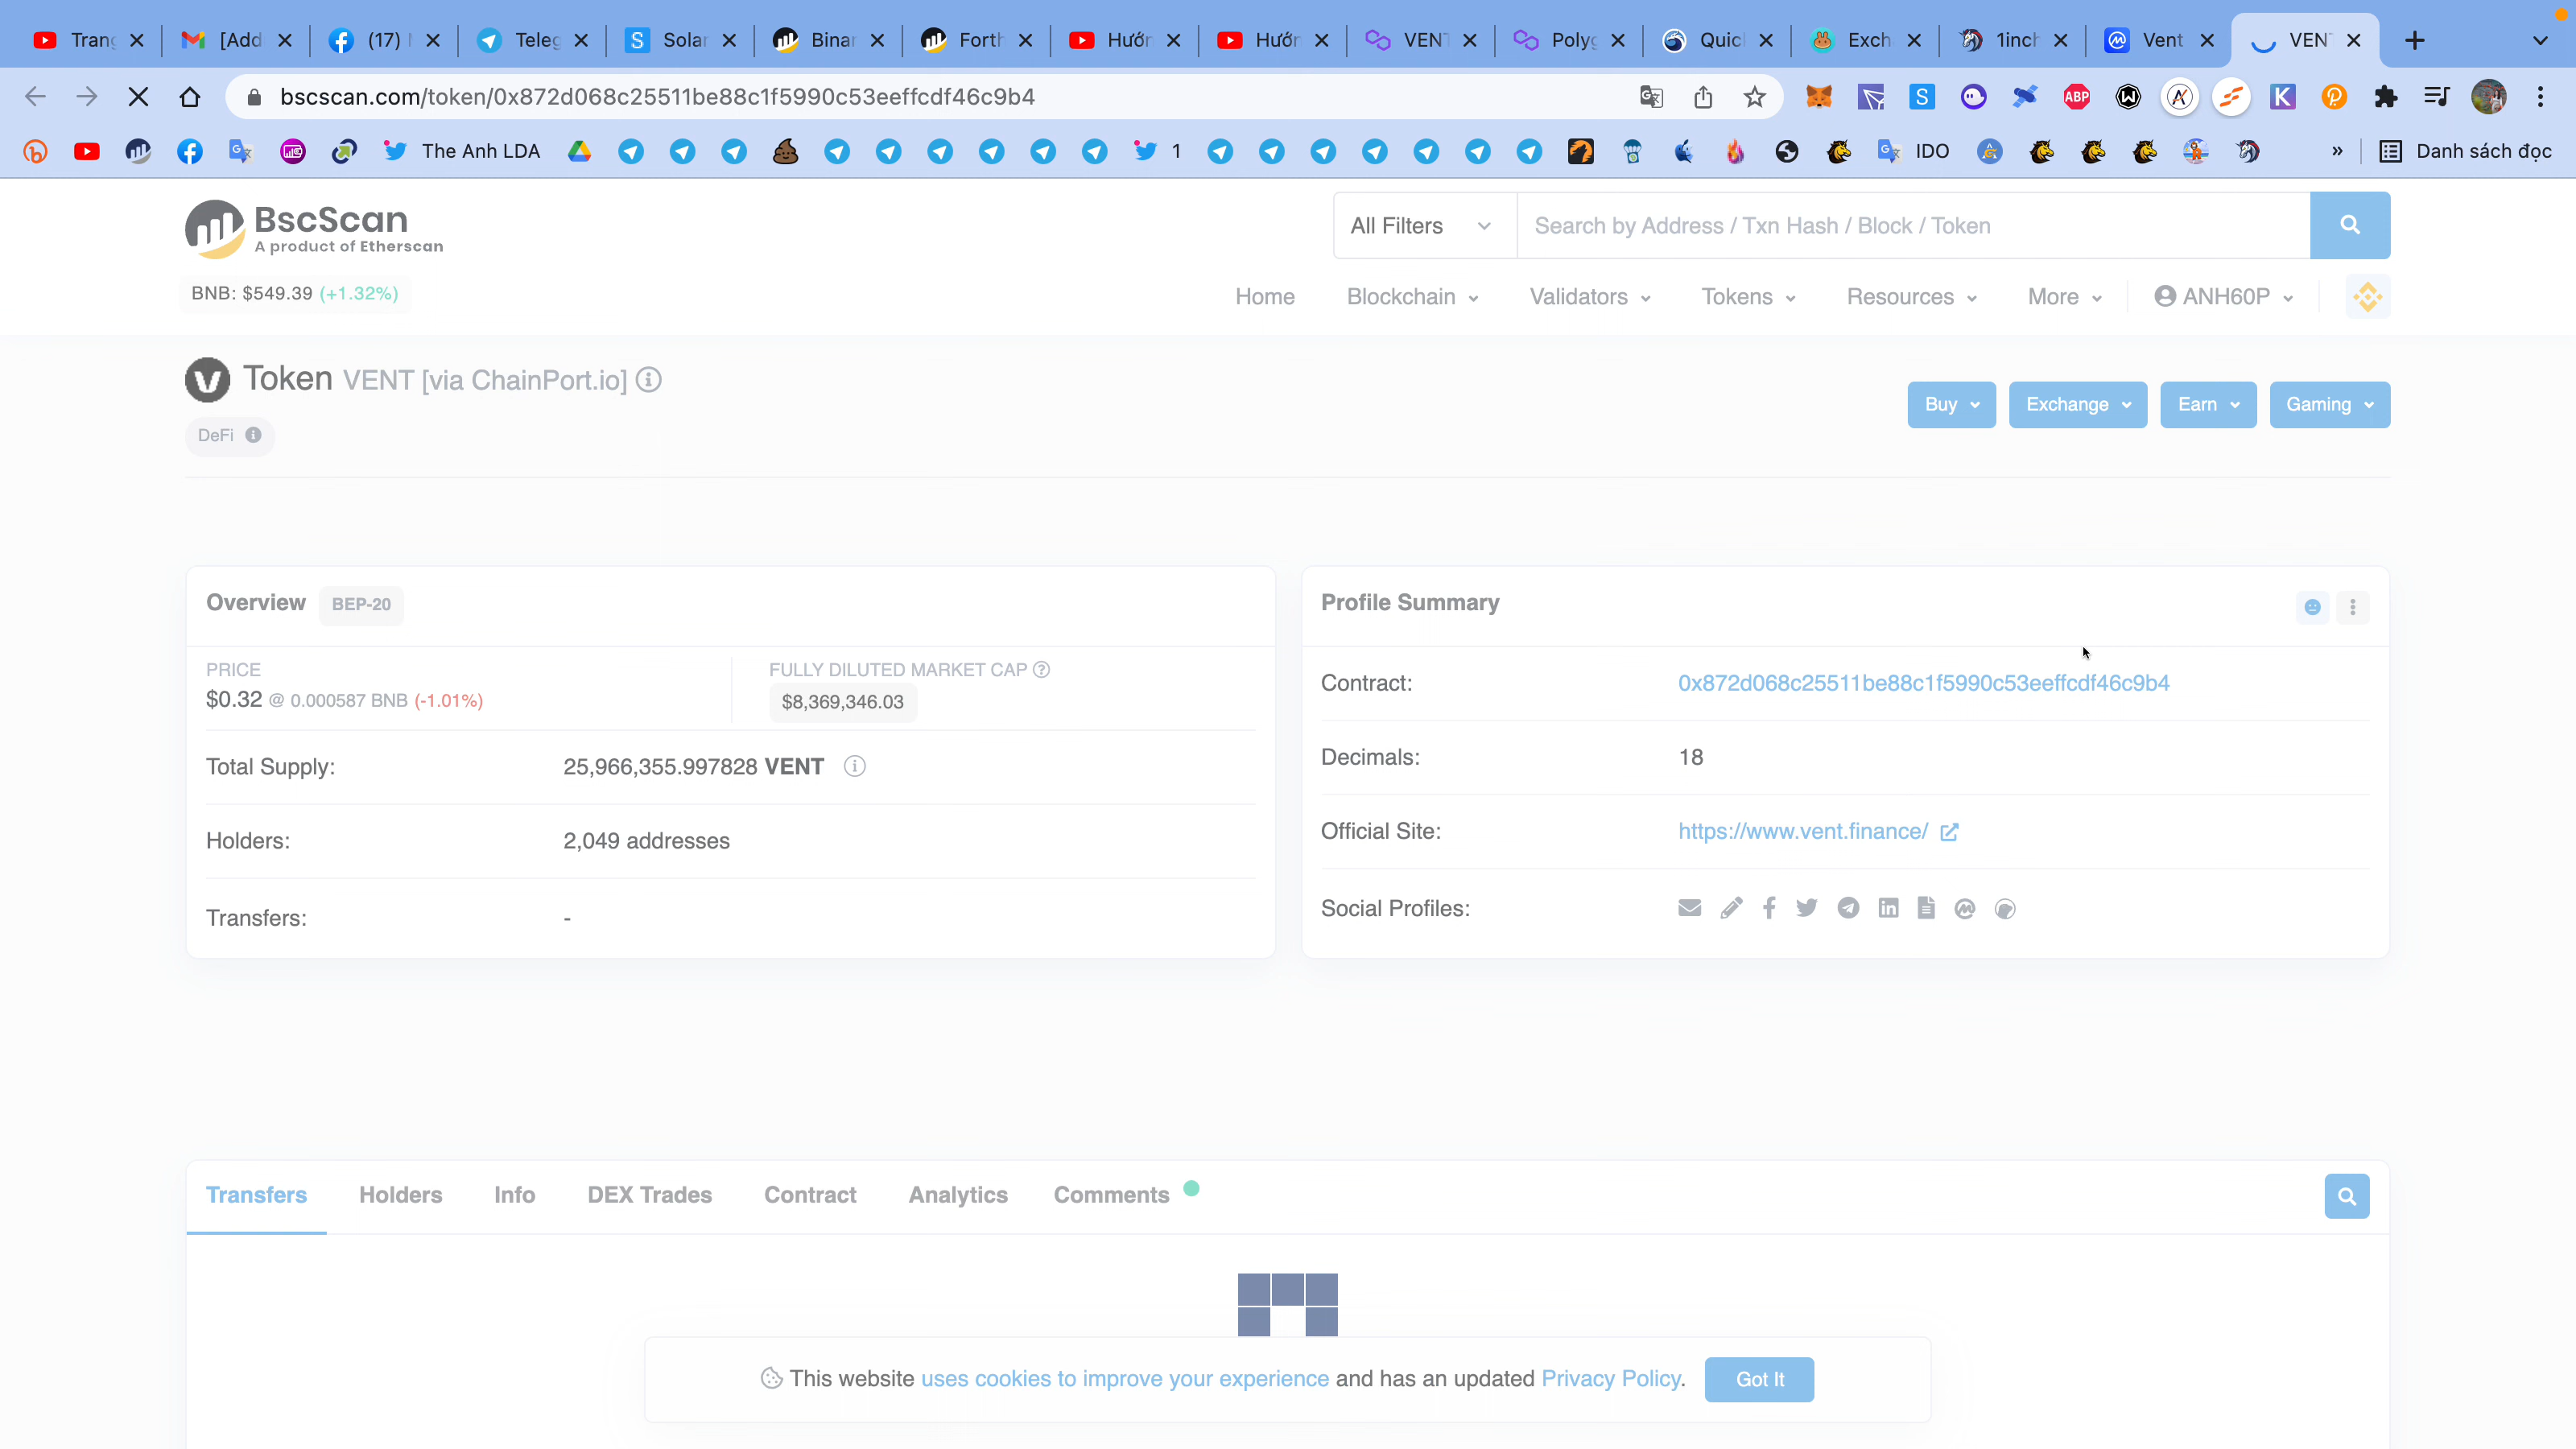 Tran
[Add
(17)
Teleg
Solar
Binar
Forth
Hướn
Hướn
VENT
Polyg
Quic
Exch
1inch
Vent
VEN
bscscan.com/token/0x872d068c25511be88c1f5990c53eeffcdf46c9b4
The Anh LDA
1
IDO
» Danh sách đọc
BscScan
A product of Etherscan
All Filters
Search by Address / Txn Hash / Block / Token
BNB: $549.39 (+1.32%)
Home Blockchain Validators Tokens Resources More ANH60P
Token VENT [via ChainPort.io]
DeFi
Buy Exchange Earn Gaming
Overview BEP-20
PRICE
$0.32 @ 0.000587 BNB (-1.01%)
FULLY DILUTED MARKET CAP
$8,369,346.03
Total Supply: 25,966,355.997828 VENT
Holders: 2,049 addresses
Transfers: -
Profile Summary
Contract: 0x872d068c25511be88c1f5990c53eeffcdf46c9b4
Decimals: 18
Official Site: https://www.vent.finance/
Social Profiles:
Transfers Holders Info DEX Trades Contract Analytics Comments
This website uses cookies to improve your experience and has an updated Privacy Policy. Got It